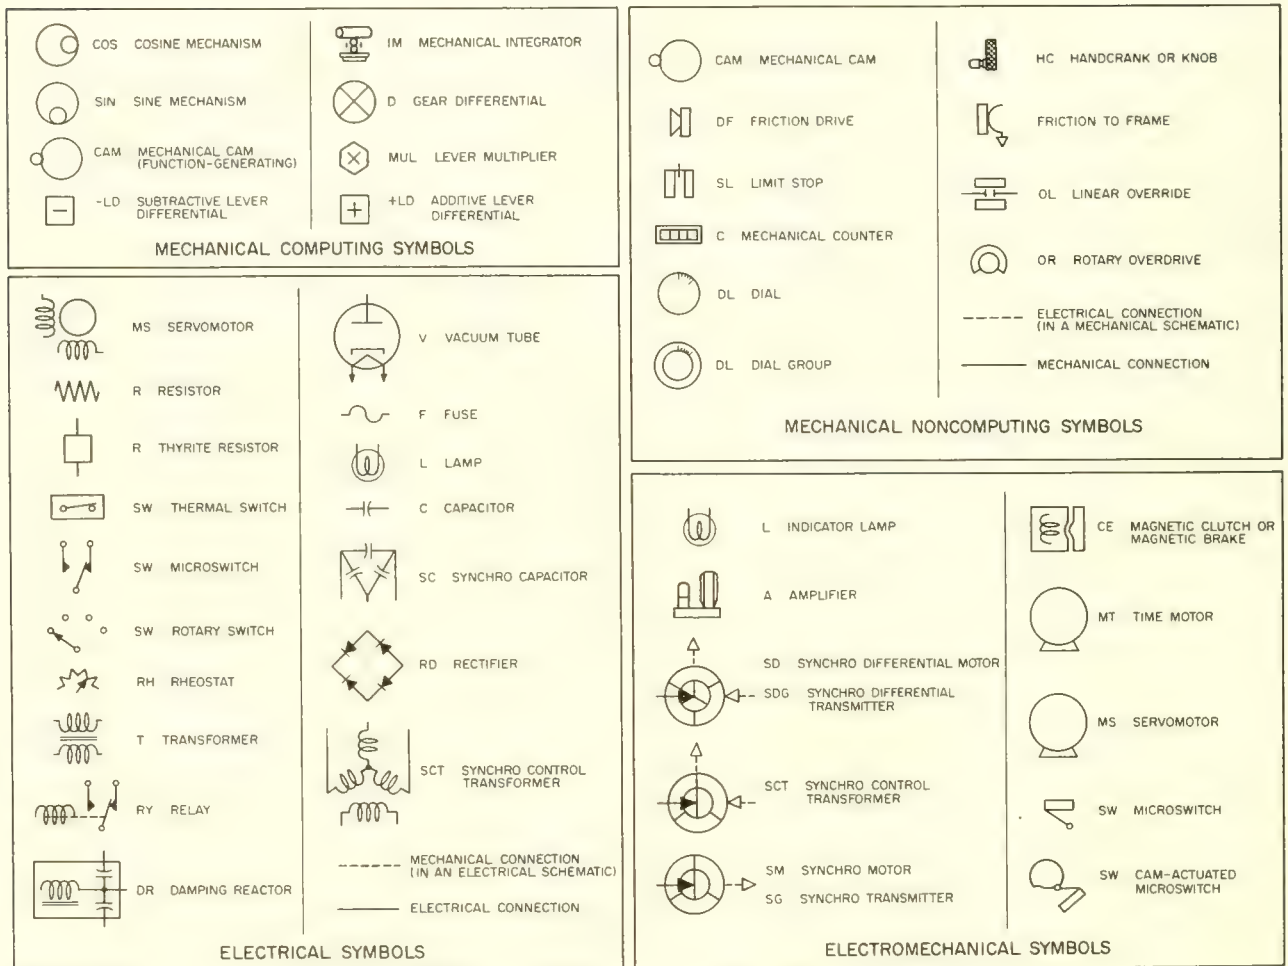 COS COSINE MECHANISM
SIN SINE MECHANISM
CAM MECHANICAL CAM
(FUNCTION-GENERATING)
-LD SUBTRACTIVE LEVER
DIFFERENTIAL
IM MECHANICAL INTEGRATOR
D GEAR DIFFERENTIAL
MUL LEVER MULTIPLIER
+LD ADDITIVE LEVER
DIFFERENTIAL
MECHANICAL COMPUTING SYMBOLS
CAM MECHANICAL CAM
DF FRICTION DRIVE
SL LIMIT STOP
C MECHANICAL COUNTER
DL DIAL
DL DIAL GROUP
HC HANDCRANK OR KNOB
FRICTION TO FRAME
OL LINEAR OVERRIDE
OR ROTARY OVERDRIVE
ELECTRICAL CONNECTION
(IN A MECHANICAL SCHEMATIC)
MECHANICAL CONNECTION
MECHANICAL NONCOMPUTING SYMBOLS
MS SERVOMOTOR
R RESISTOR
R THYRITE RESISTOR
SW THERMAL SWITCH
SW MICROSWITCH
SW ROTARY SWITCH
RH RHEOSTAT
T TRANSFORMER
RY RELAY
DR DAMPING REACTOR
V VACUUM TUBE
F FUSE
L LAMP
C CAPACITOR
SC SYNCHRO CAPACITOR
RD RECTIFIER
SCT SYNCHRO CONTROL
TRANSFORMER
MECHANICAL CONNECTION
(IN AN ELECTRICAL SCHEMATIC)
ELECTRICAL CONNECTION
ELECTRICAL SYMBOLS
L INDICATOR LAMP
A AMPLIFIER
SD SYNCHRO DIFFERENTIAL MOTOR
SDG SYNCHRO DIFFERENTIAL
TRANSMITTER
SCT SYNCHRO CONTROL
TRANSFORMER
SM SYNCHRO MOTOR
SG SYNCHRO TRANSMITTER
CE MAGNETIC CLUTCH OR
MAGNETIC BRAKE
MT TIME MOTOR
MS SERVOMOTOR
SW MICROSWITCH
SW CAM-ACTUATED
MICROSWITCH
ELECTROMECHANICAL SYMBOLS